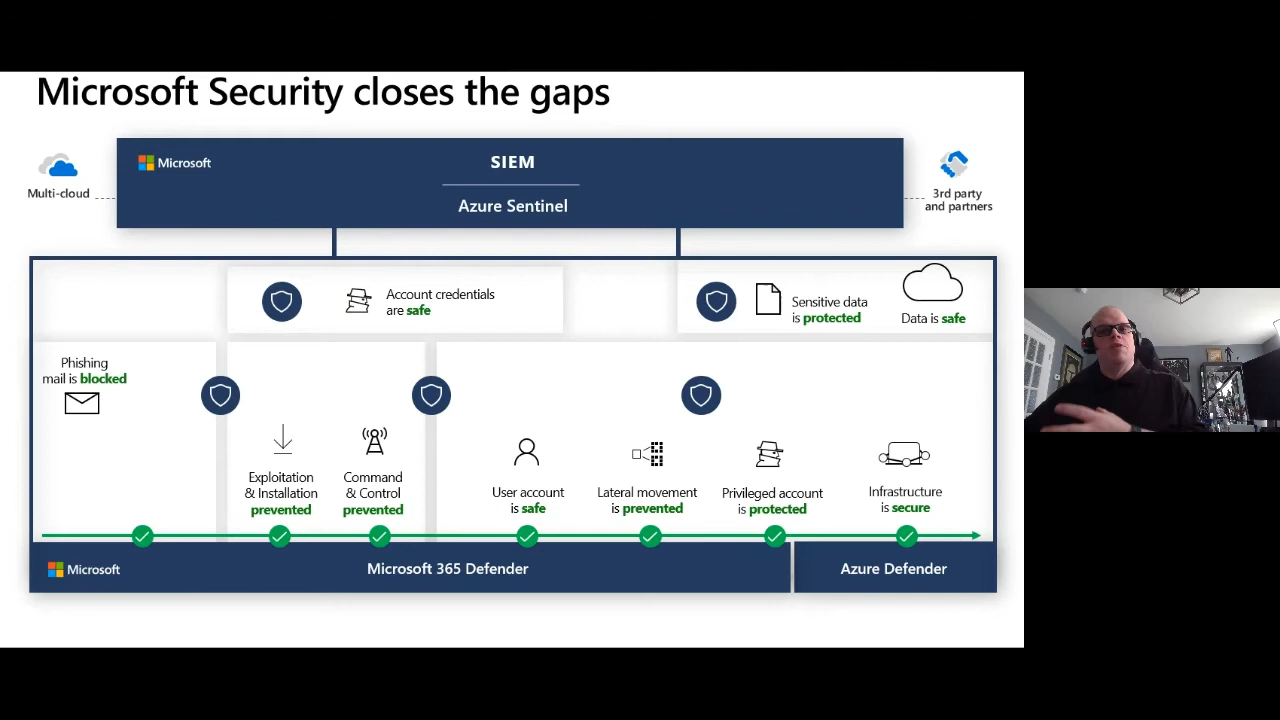 Microsoft Security closes the gaps
Microsoft
SIEM
Azure Sentinel
Multi-cloud
3rd party
and partners
Account credentials
are safe
Sensitive data
is protected
Data is safe
Phishing
mail is blocked
Exploitation
& Installation
prevented
Command
& Control
prevented
User account
is safe
Lateral movement
is prevented
Privileged account
is protected
Infrastructure
is secure
Microsoft
Microsoft 365 Defender
Azure Defender